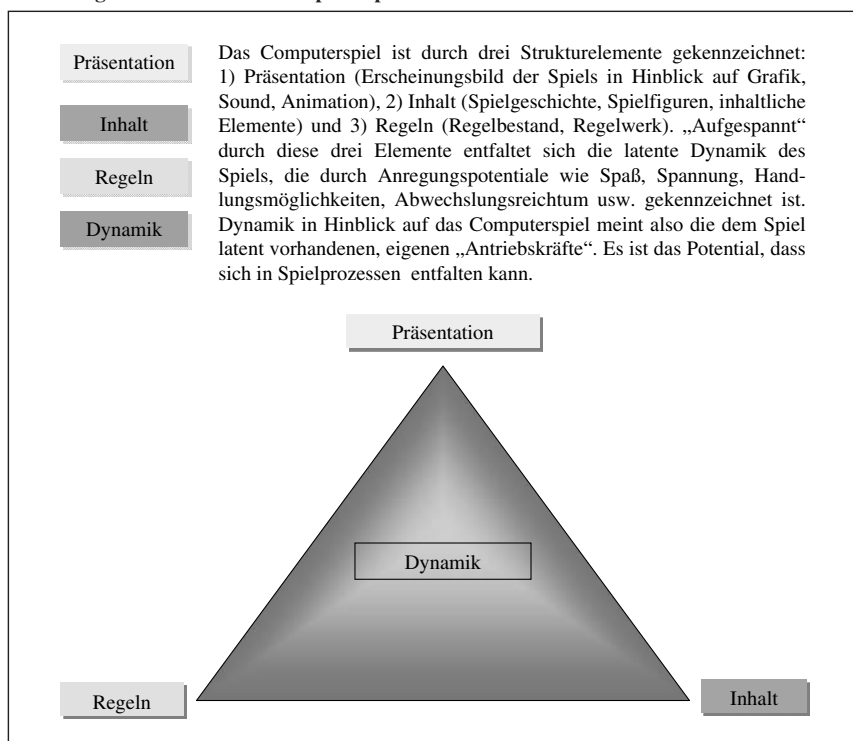 Präsentation
Inhalt
Regeln
Dynamik
Das Computerspiel ist durch drei Strukturelemente gekennzeichnet:
1) Präsentation (Erscheinungsbild der Spiels in Hinblick auf Grafik,
Sound, Animation), 2) Inhalt (Spielgeschichte, Spielfiguren, inhaltliche
Elemente) und 3) Regeln (Regelbestand, Regelwerk). „Aufgespannt“
durch diese drei Elemente entfaltet sich die latente Dynamik des
Spiels, die durch Anregungspotentiale wie Spaß, Spannung, Hand-
lungsmöglichkeiten, Abwechslungsreichtum usw. gekennzeichnet ist.
Dynamik in Hinblick auf das Computerspiel meint also die dem Spiel
latent vorhandenen, eigenen „Antriebskräfte“. Es ist das Potential, dass
sich in Spielprozessen entfalten kann.
Präsentation
Dynamik
Regeln
Inhalt